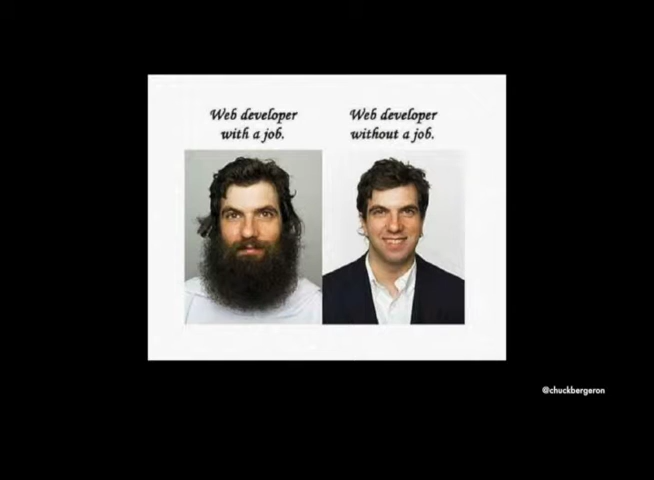 Web developer
with a job.
Web developer
without a job.
@chuckbergeron